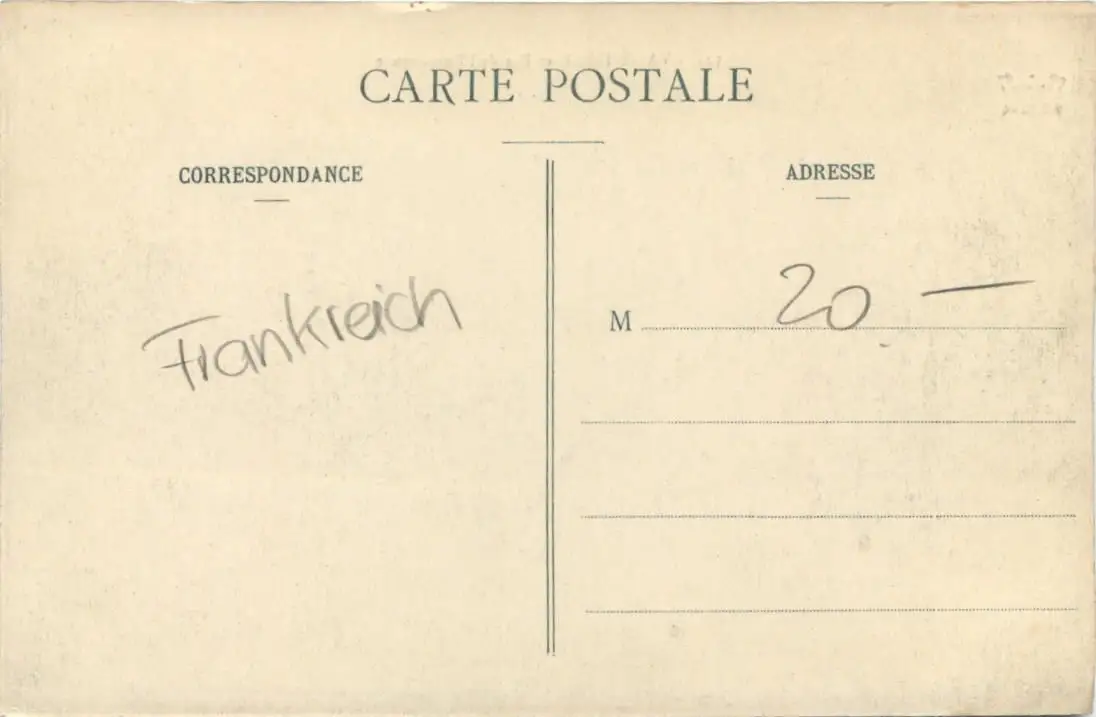 CARTE POSTALE
CORRESPONDANCE
Frankreich
ADRESSE
M 20 —